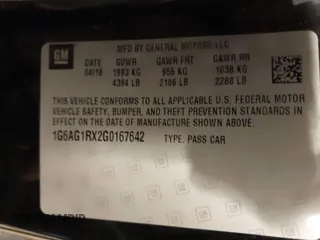 GM
MFD BY GENERAL MOTORS LLC
DATE GVWR GAWR FRT GAWR RR
04/16 1993 KG 955 KG 1038 KG
4394 LB 2106 LB 2288 LB
THIS VEHICLE CONFORMS TO ALL APPLICABLE U.S. FEDERAL MOTOR
VEHICLE SAFETY, BUMPER, AND THEFT PREVENTION STANDARDS IN
EFFECT ON THE DATE OF MANUFACTURE SHOWN ABOVE.
1G6AG1RX2G0167642 TYPE: PASS CAR